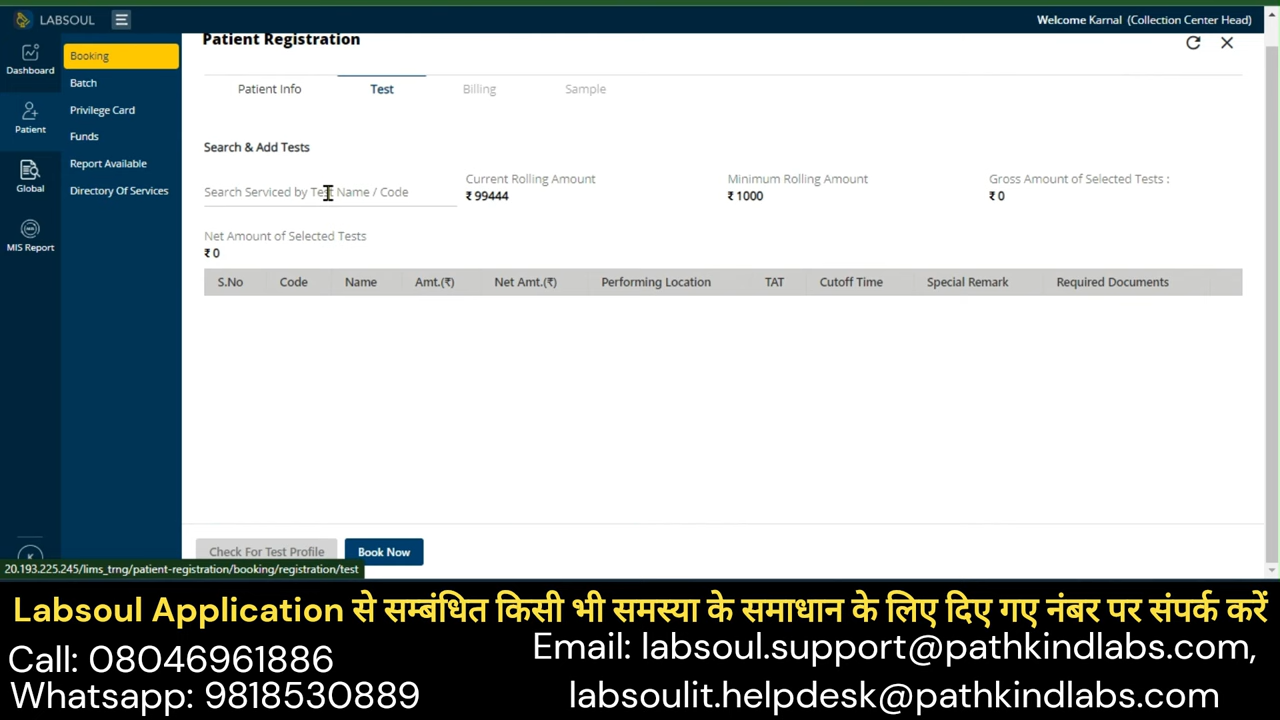 LABSOUL
Welcome Karnal (Collection Center Head)
Dashboard
Patient
Global
MIS Report
K
Booking
Batch
Privilege Card
Funds
Report Available
Directory Of Services
Patient Registration
Patient Info Test Billing Sample
Search & Add Tests
Search Serviced by Test Name / Code
Current Rolling Amount
₹ 99444
Minimum Rolling Amount
₹ 1000
Gross Amount of Selected Tests :
₹ 0
Net Amount of Selected Tests
₹ 0
S.No Code Name Amt.(₹) Net Amt.(₹) Performing Location TAT Cutoff Time Special Remark Required Documents
Check For Test Profile Book Now
20.193.225.245/lims_trng/patient-registration/booking/registration/test
Labsoul Application से सम्बंधित किसी भी समस्या के समाधान के लिए दिए गए नंबर पर संपर्क करें
Call: 08046961886
Whatsapp: 9818530889
Email: labsoul.support@pathkindlabs.com,
labsoulit.helpdesk@pathkindlabs.com